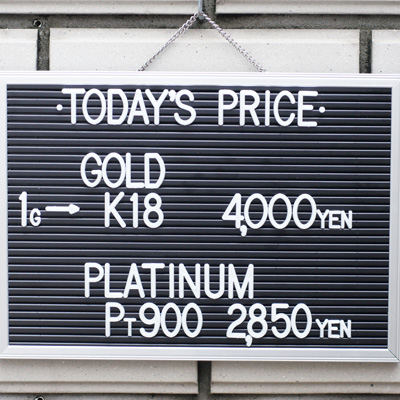 ·TODAY'S PRICE·
GOLD
1G→ K18 4,000YEN
PLATINUM
PT900 2,850YEN